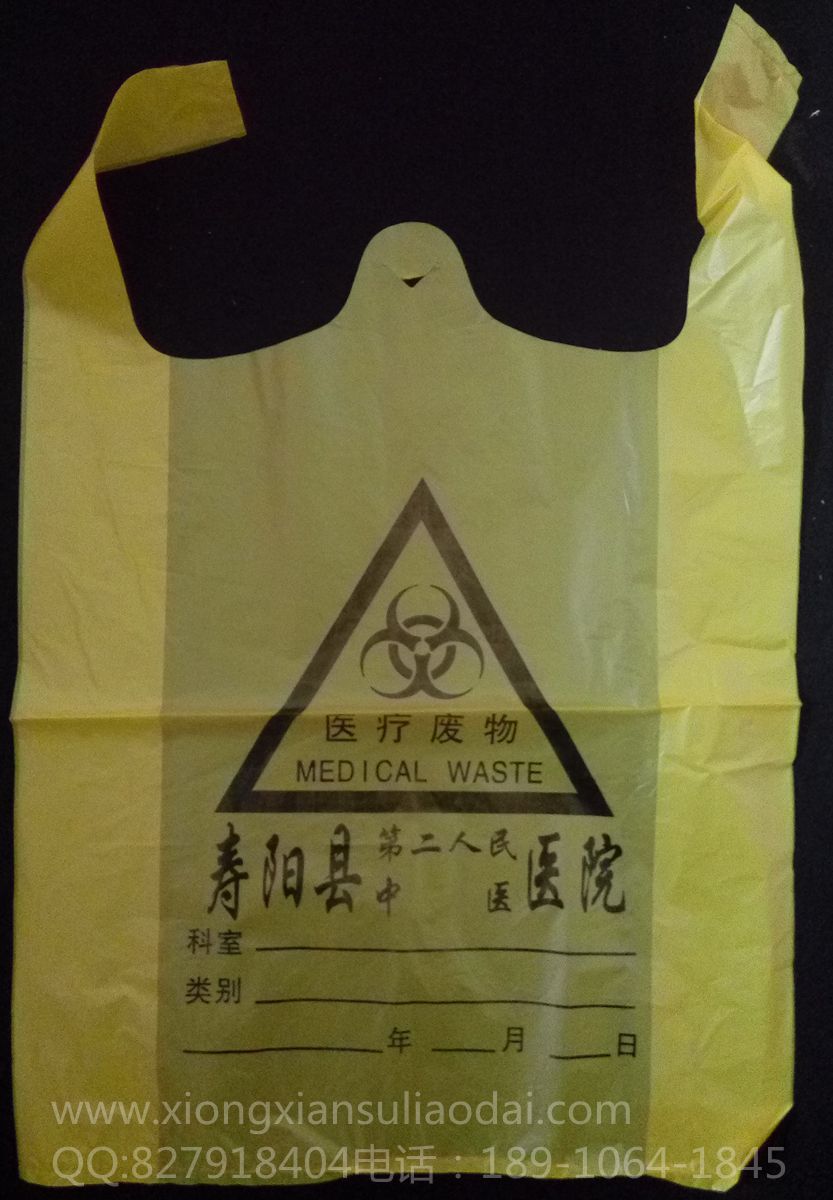 医疗废物
MEDICAL WASTE
寿阳县第二人民医院
中医
科室
类别
年 月 日
www.xiongxiansuliaodai.com
QQ:827918404电话：189-1064-1845